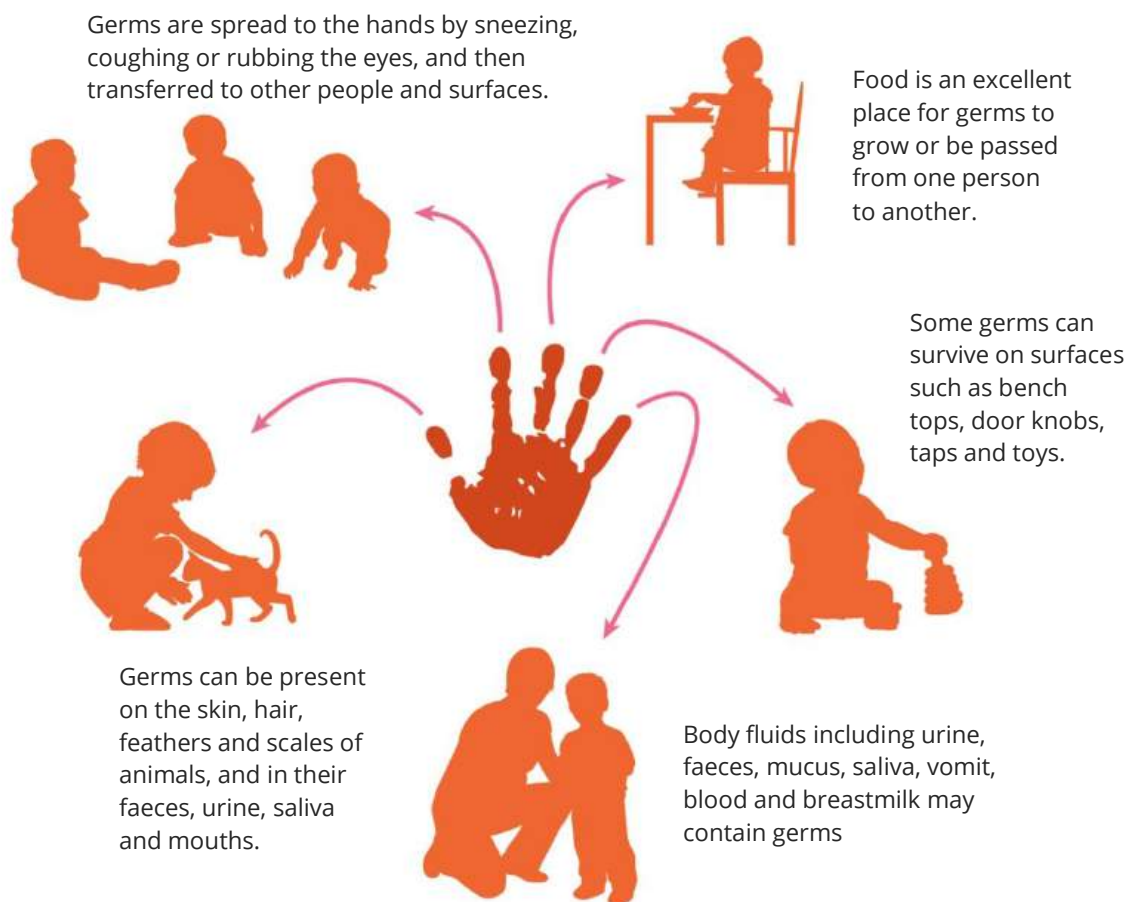 Germs are spread to the hands by sneezing,
coughing or rubbing the eyes, and then
transferred to other people and surfaces.
Food is an excellent
place for germs to
grow or be passed
from one person
to another.
Some germs can
survive on surfaces
such as bench
tops, door knobs,
taps and toys.
Germs can be present
on the skin, hair,
feathers and scales of
animals, and in their
faeces, urine, saliva
and mouths.
Body fluids including urine,
faeces, mucus, saliva, vomit,
blood and breastmilk may
contain germs